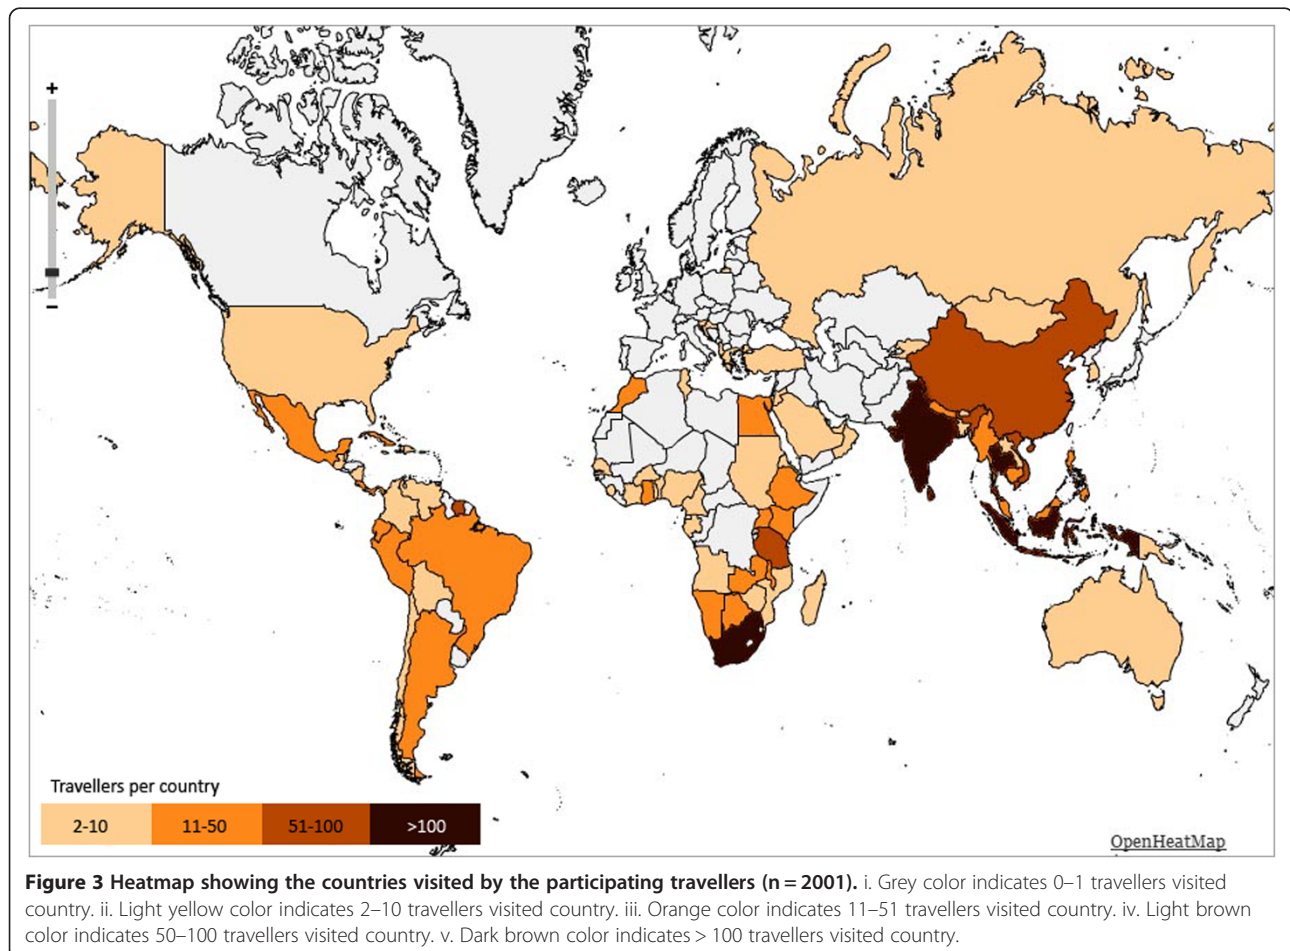 +
−
Travellers per country
2-10 11-50 51-100 >100
OpenHeatMap
Figure 3 Heatmap showing the countries visited by the participating travellers (n = 2001). i. Grey color indicates 0–1 travellers visited
country. ii. Light yellow color indicates 2–10 travellers visited country. iii. Orange color indicates 11–51 travellers visited country. iv. Light brown
color indicates 50–100 travellers visited country. v. Dark brown color indicates > 100 travellers visited country.